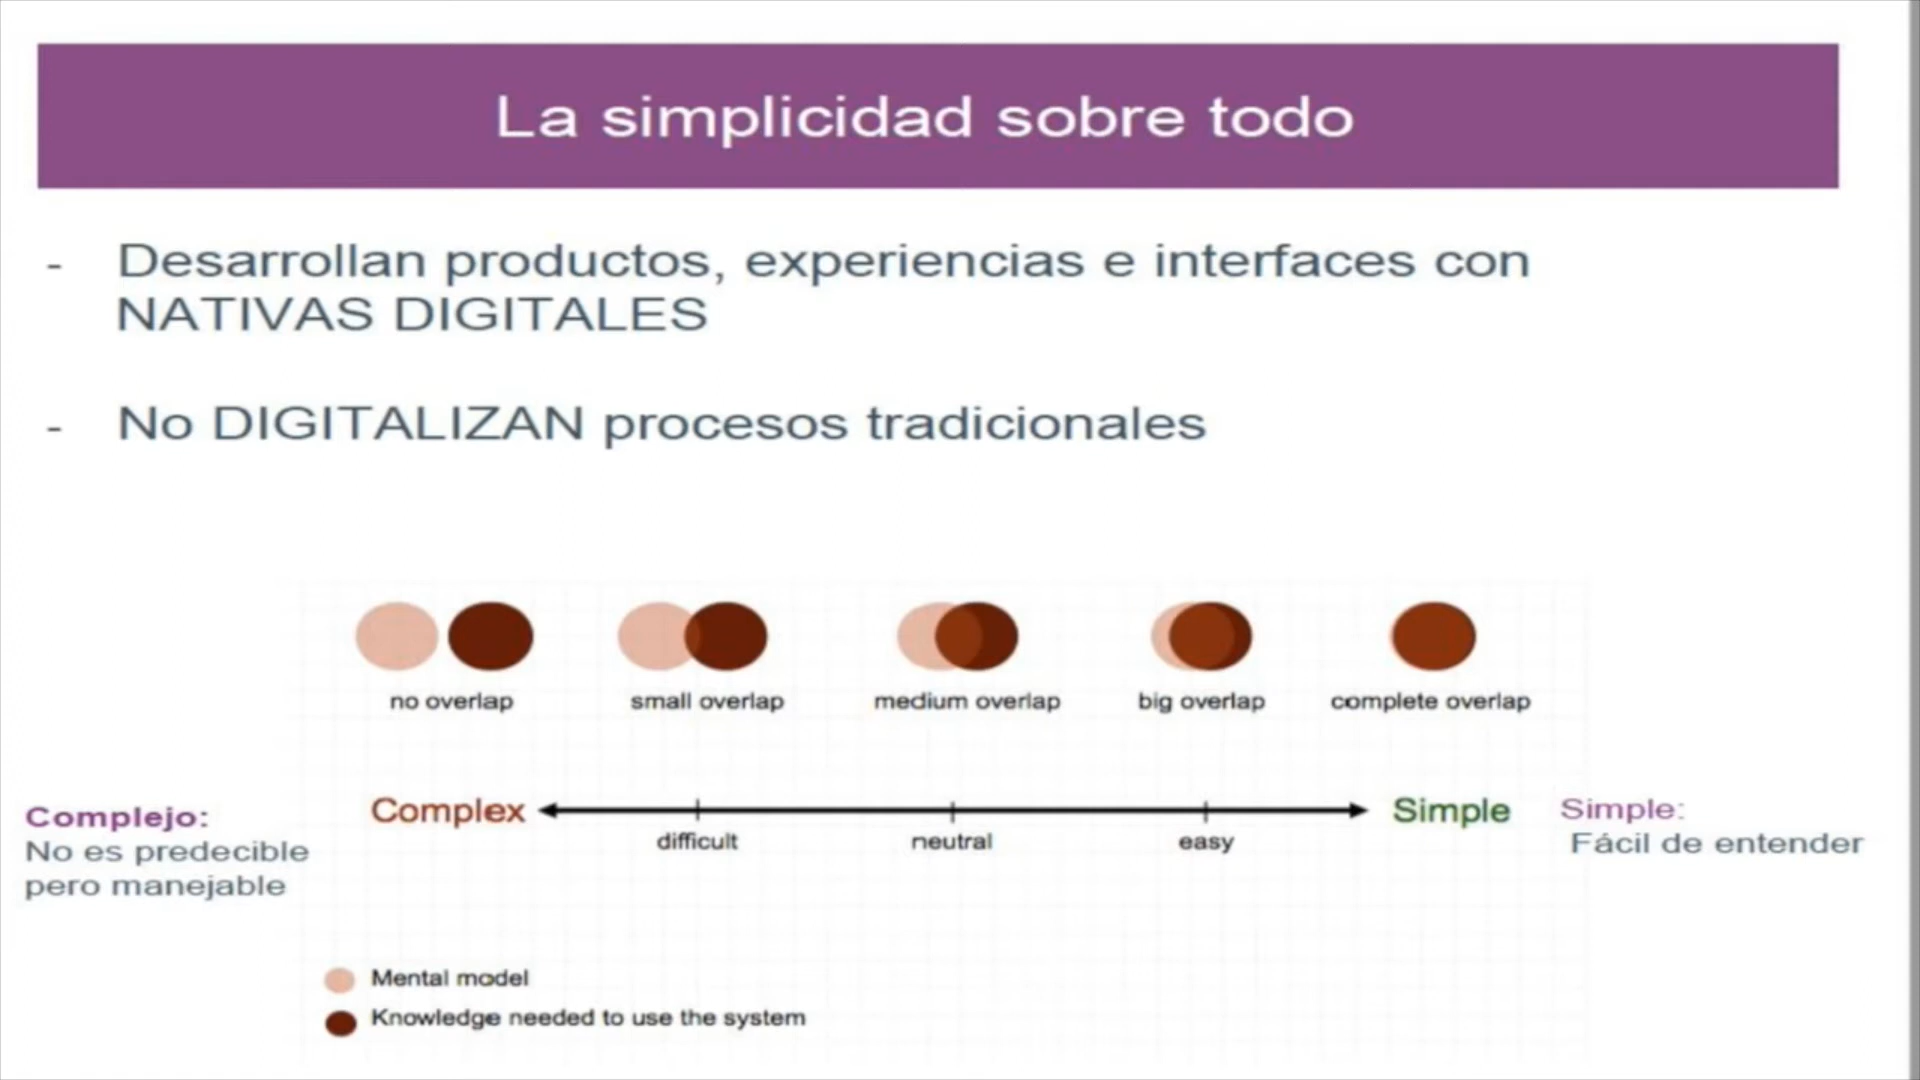 La simplicidad sobre todo
- Desarrollan productos, experiencias e interfaces con
NATIVAS DIGITALES
- No DIGITALIZAN procesos tradicionales
no overlap
small overlap
medium overlap
big overlap
complete overlap
Complejo:
No es predecible
pero manejable
Complex
difficult
neutral
easy
Simple
Simple:
Fácil de entender
Mental model
Knowledge needed to use the system